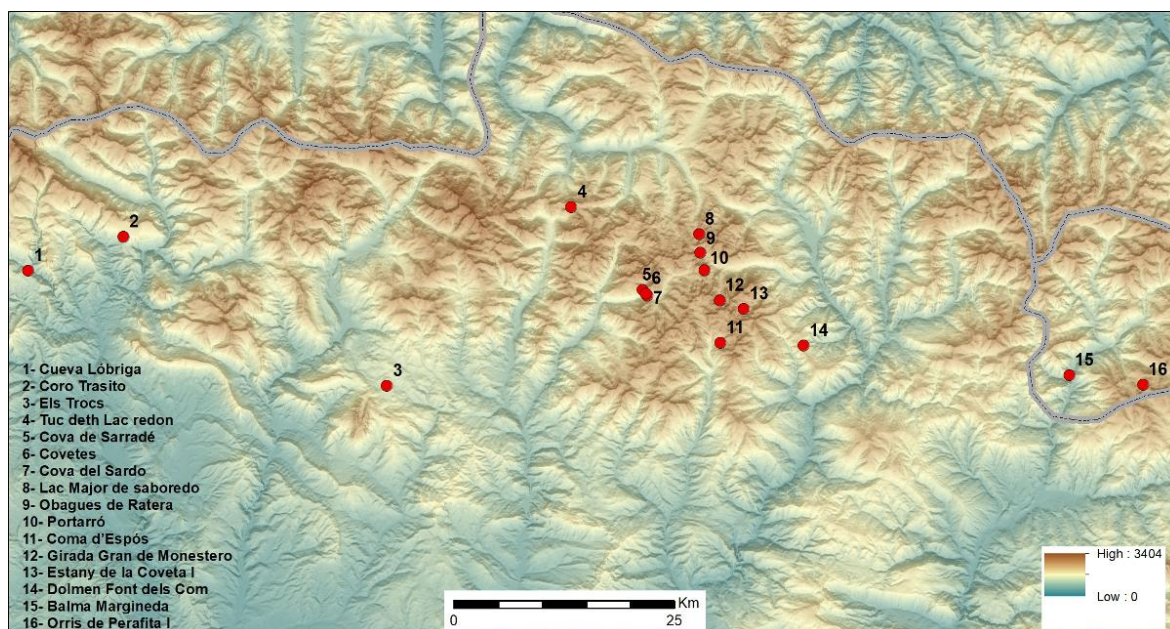 4
8
2
9
1
10
5 6
12
7
13
11
14
3
15
16
1- Cueva Lóbriga
2- Coro Trasito
3- Els Trocs
4- Tuc deth Lac redon
5- Cova de Sarradé
6- Covetes
7- Cova del Sardo
8- Lac Major de saboredo
9- Obagues de Ratera
10- Portarró
11- Coma d'Espós
12- Girada Gran de Monestero
13- Estany de la Coveta I
14- Dolmen Font dels Com
15- Balma Margineda
16- Orris de Perafita I
Km
0 25
High : 3404
Low : 0